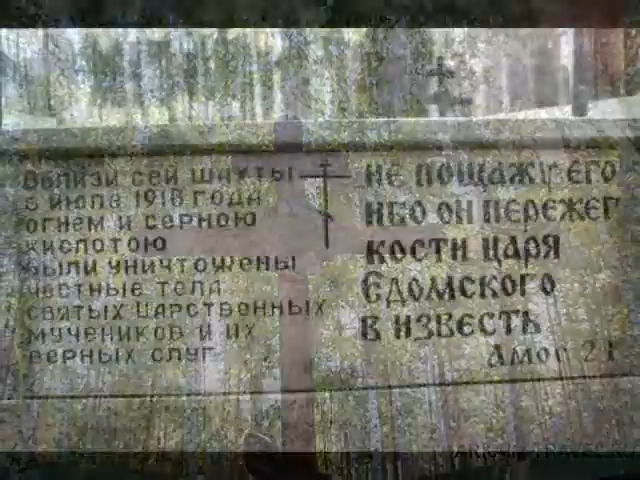 Вблизи сей шахты
6 июля 1918 года
огнем и серною
кислотою
были уничтожены
честные тела
святых царственных
мучеников и их
верных слуг
не пощажу его
ибо он пережег
кости царя
Едомского
в известь
Амос 2 1